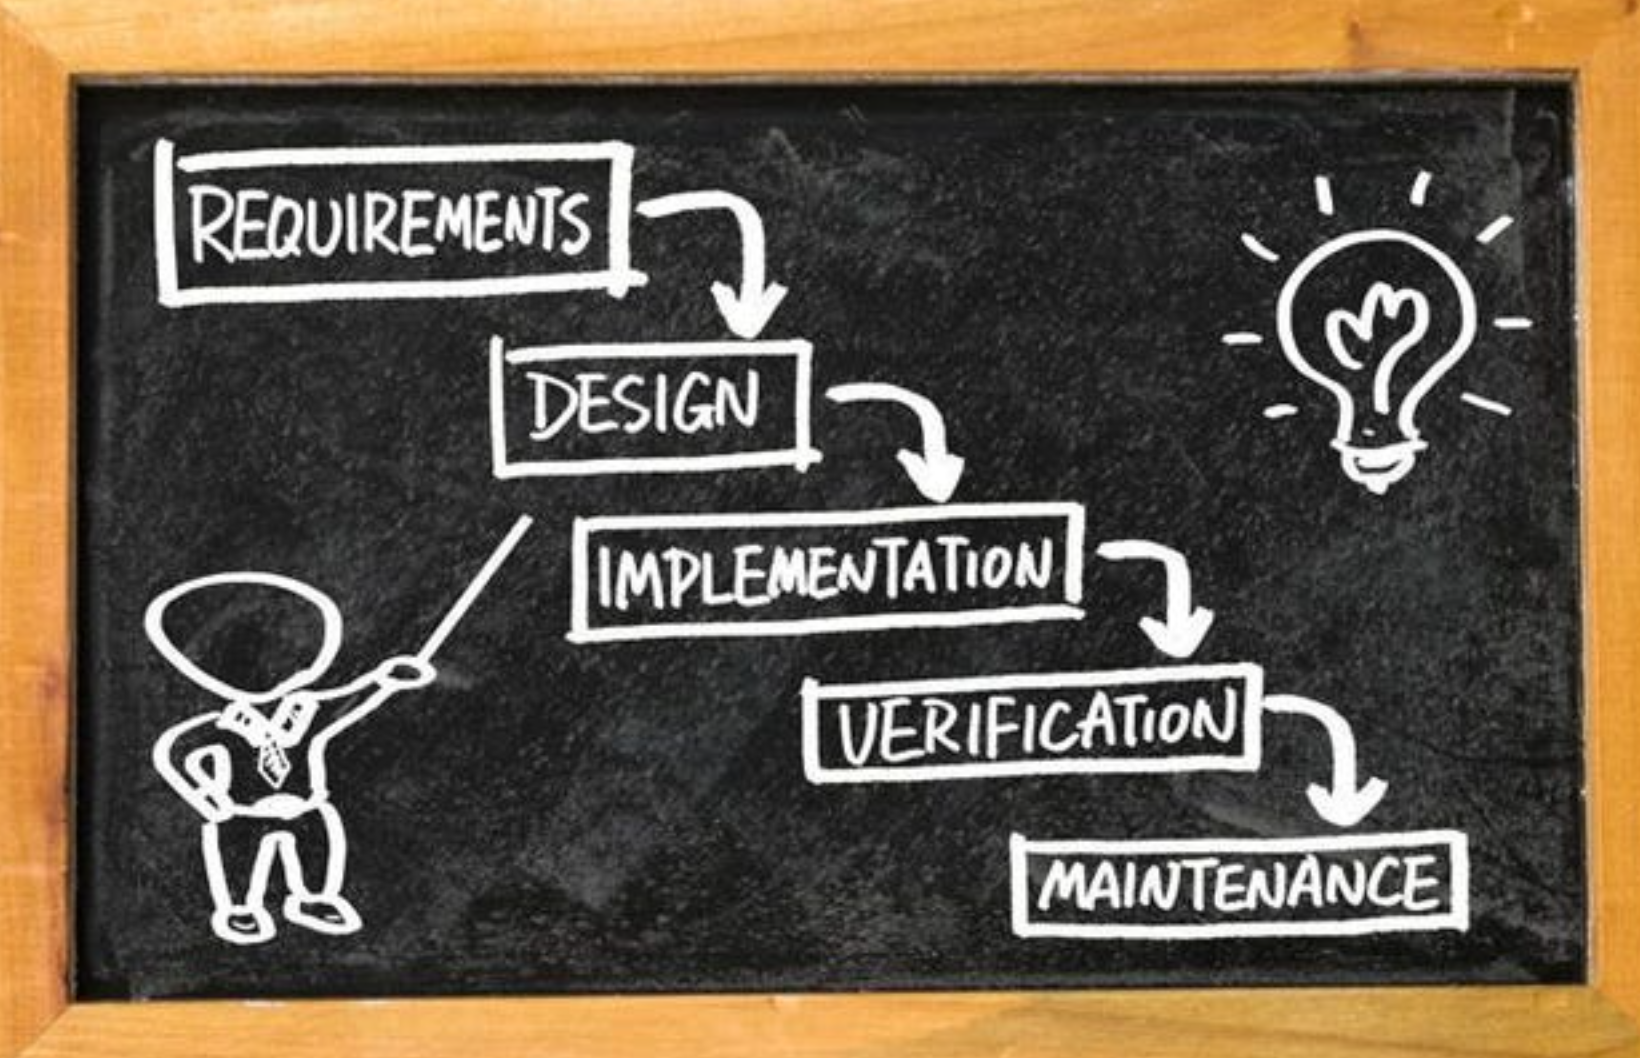 REQUIREMENTS
DESIGN
IMPLEMENTATION
VERIFICATION
MAINTENANCE